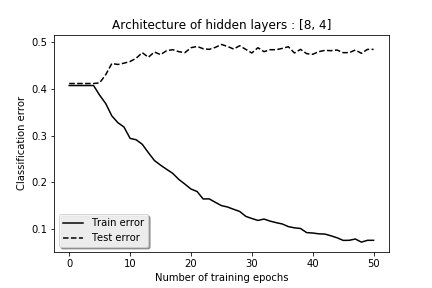 Architecture of hidden layers : [8, 4]
0.5
0.4
0.3
0.2
0.1
Classification error
Train error
Test error
0 10 20 30 40 50
Number of training epochs